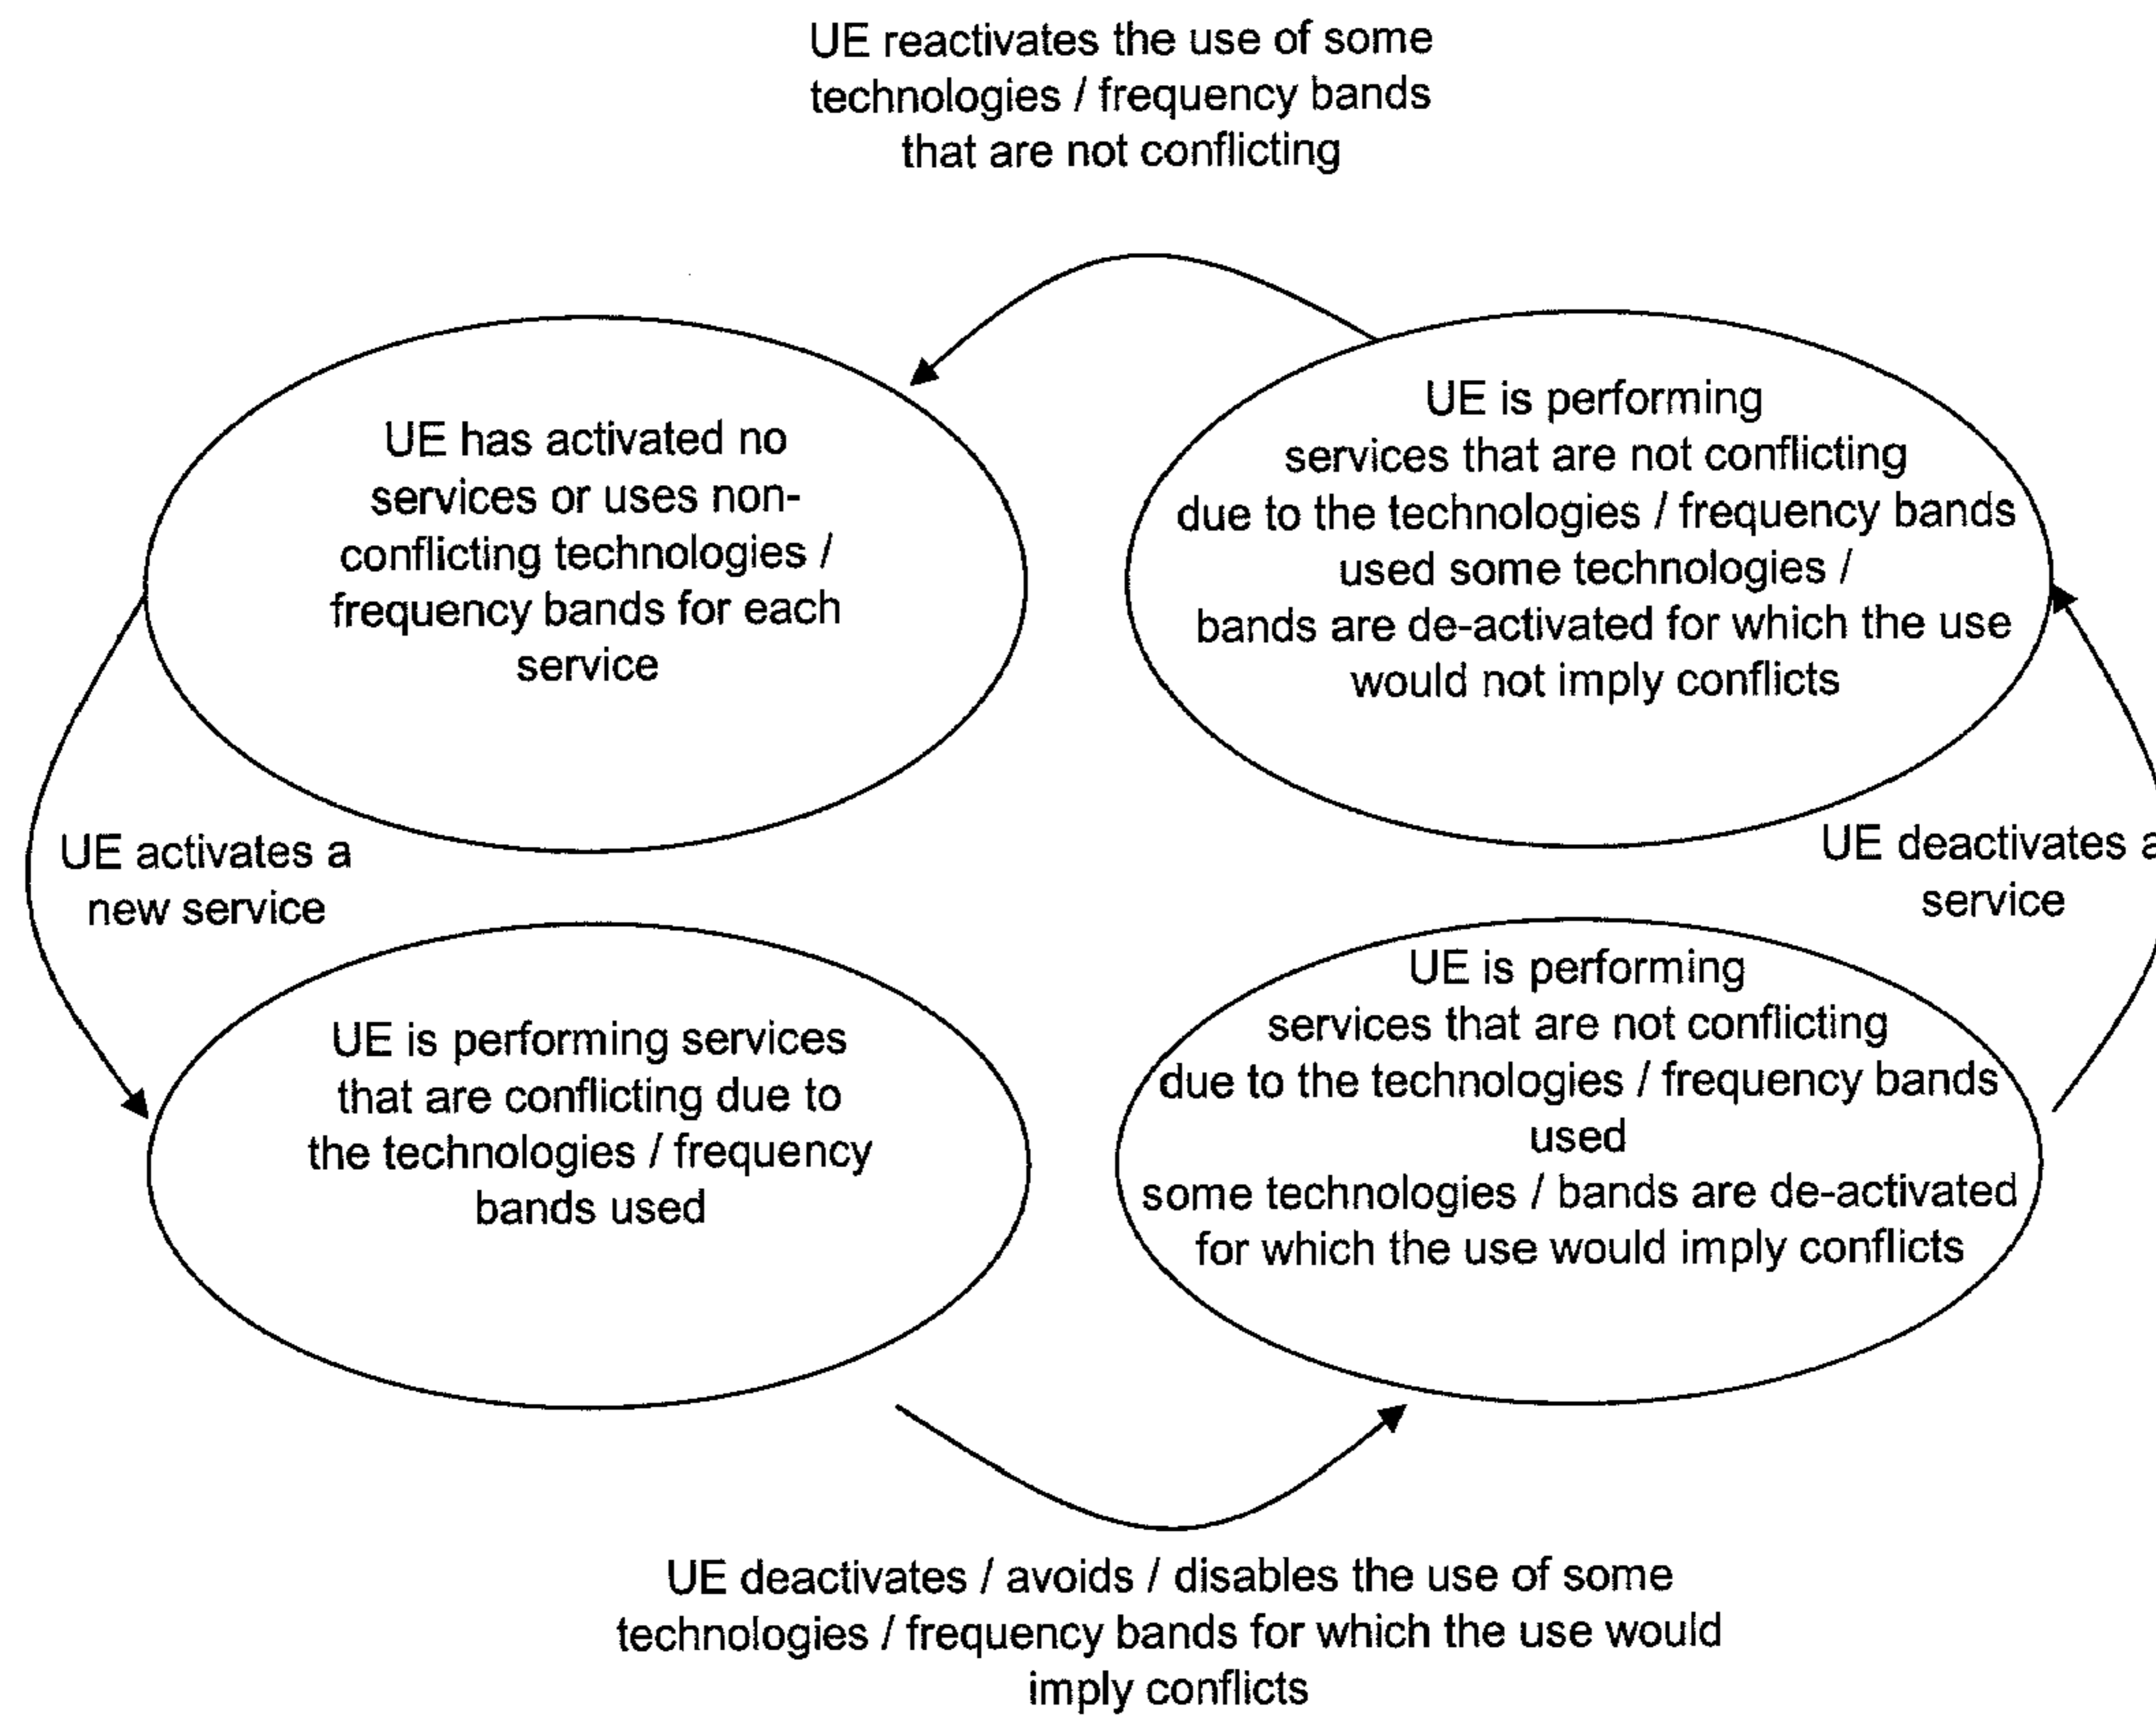 UE reactivates the use of some
technologies / frequency bands
that are not conflicting
UE has activated no
services or uses non-
conflicting technologies /
frequency bands for each
service
UE is performing
services that are not conflicting
due to the technologies / frequency bands
used some technologies /
bands are de-activated for which the use
would not imply conflicts
UE activates a
new service
UE deactivates a
service
UE is performing services
that are conflicting due to
the technologies / frequency
bands used
UE is performing
services that are not conflicting
due to the technologies / frequency bands
used
some technologies / bands are de-activated
for which the use would imply conflicts
UE deactivates / avoids / disables the use of some
technologies / frequency bands for which the use would
imply conflicts